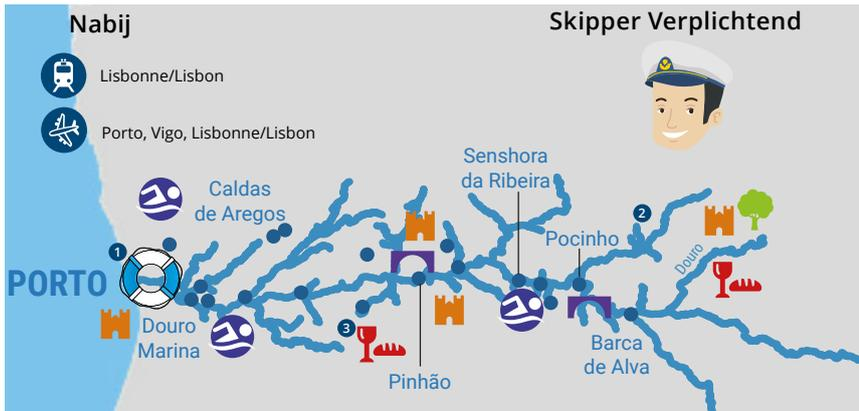 Nabij
Skipper Verplichtend
Lisbonne/Lisbon
Porto, Vigo, Lisbonne/Lisbon
Senshora
da Ribeira
Caldas
de Aregos
2
Pocinho
1
Douro
PORTO
Douro
Marina
3
Barca
de Alva
Pinhão